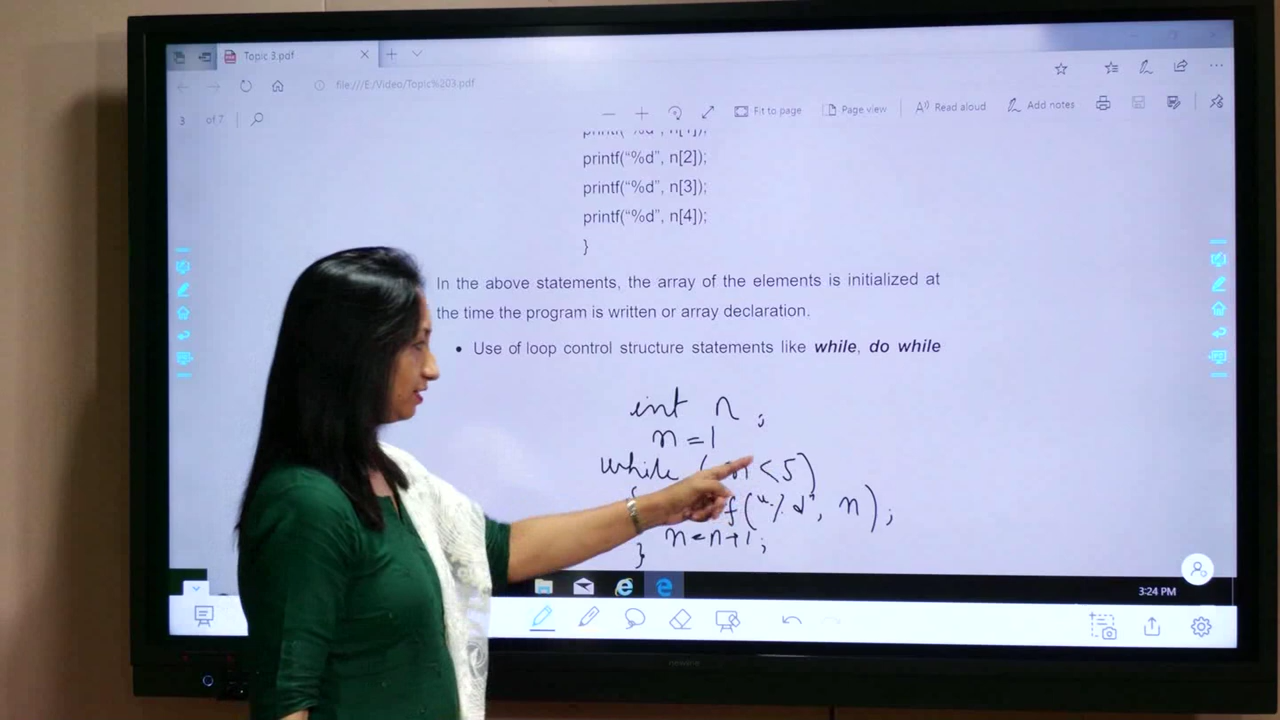 Topic 3.pdf
file:///E:/Video/Topic%203.pdf
3 of 7
Fit to page
Page view
Read aloud
Add notes
printf("%d", n[1]);
printf(“%d”, n[2]);
printf(“%d”, n[3]);
printf(“%d”, n[4]);
}
In the above statements, the array of the elements is initialized at
the time the program is written or array declaration.
• Use of loop control structure statements like while, do while
int n ;
n = 1
while ( n < 5)
{
f("%d", n);
n = n+1;
}
3:24 PM